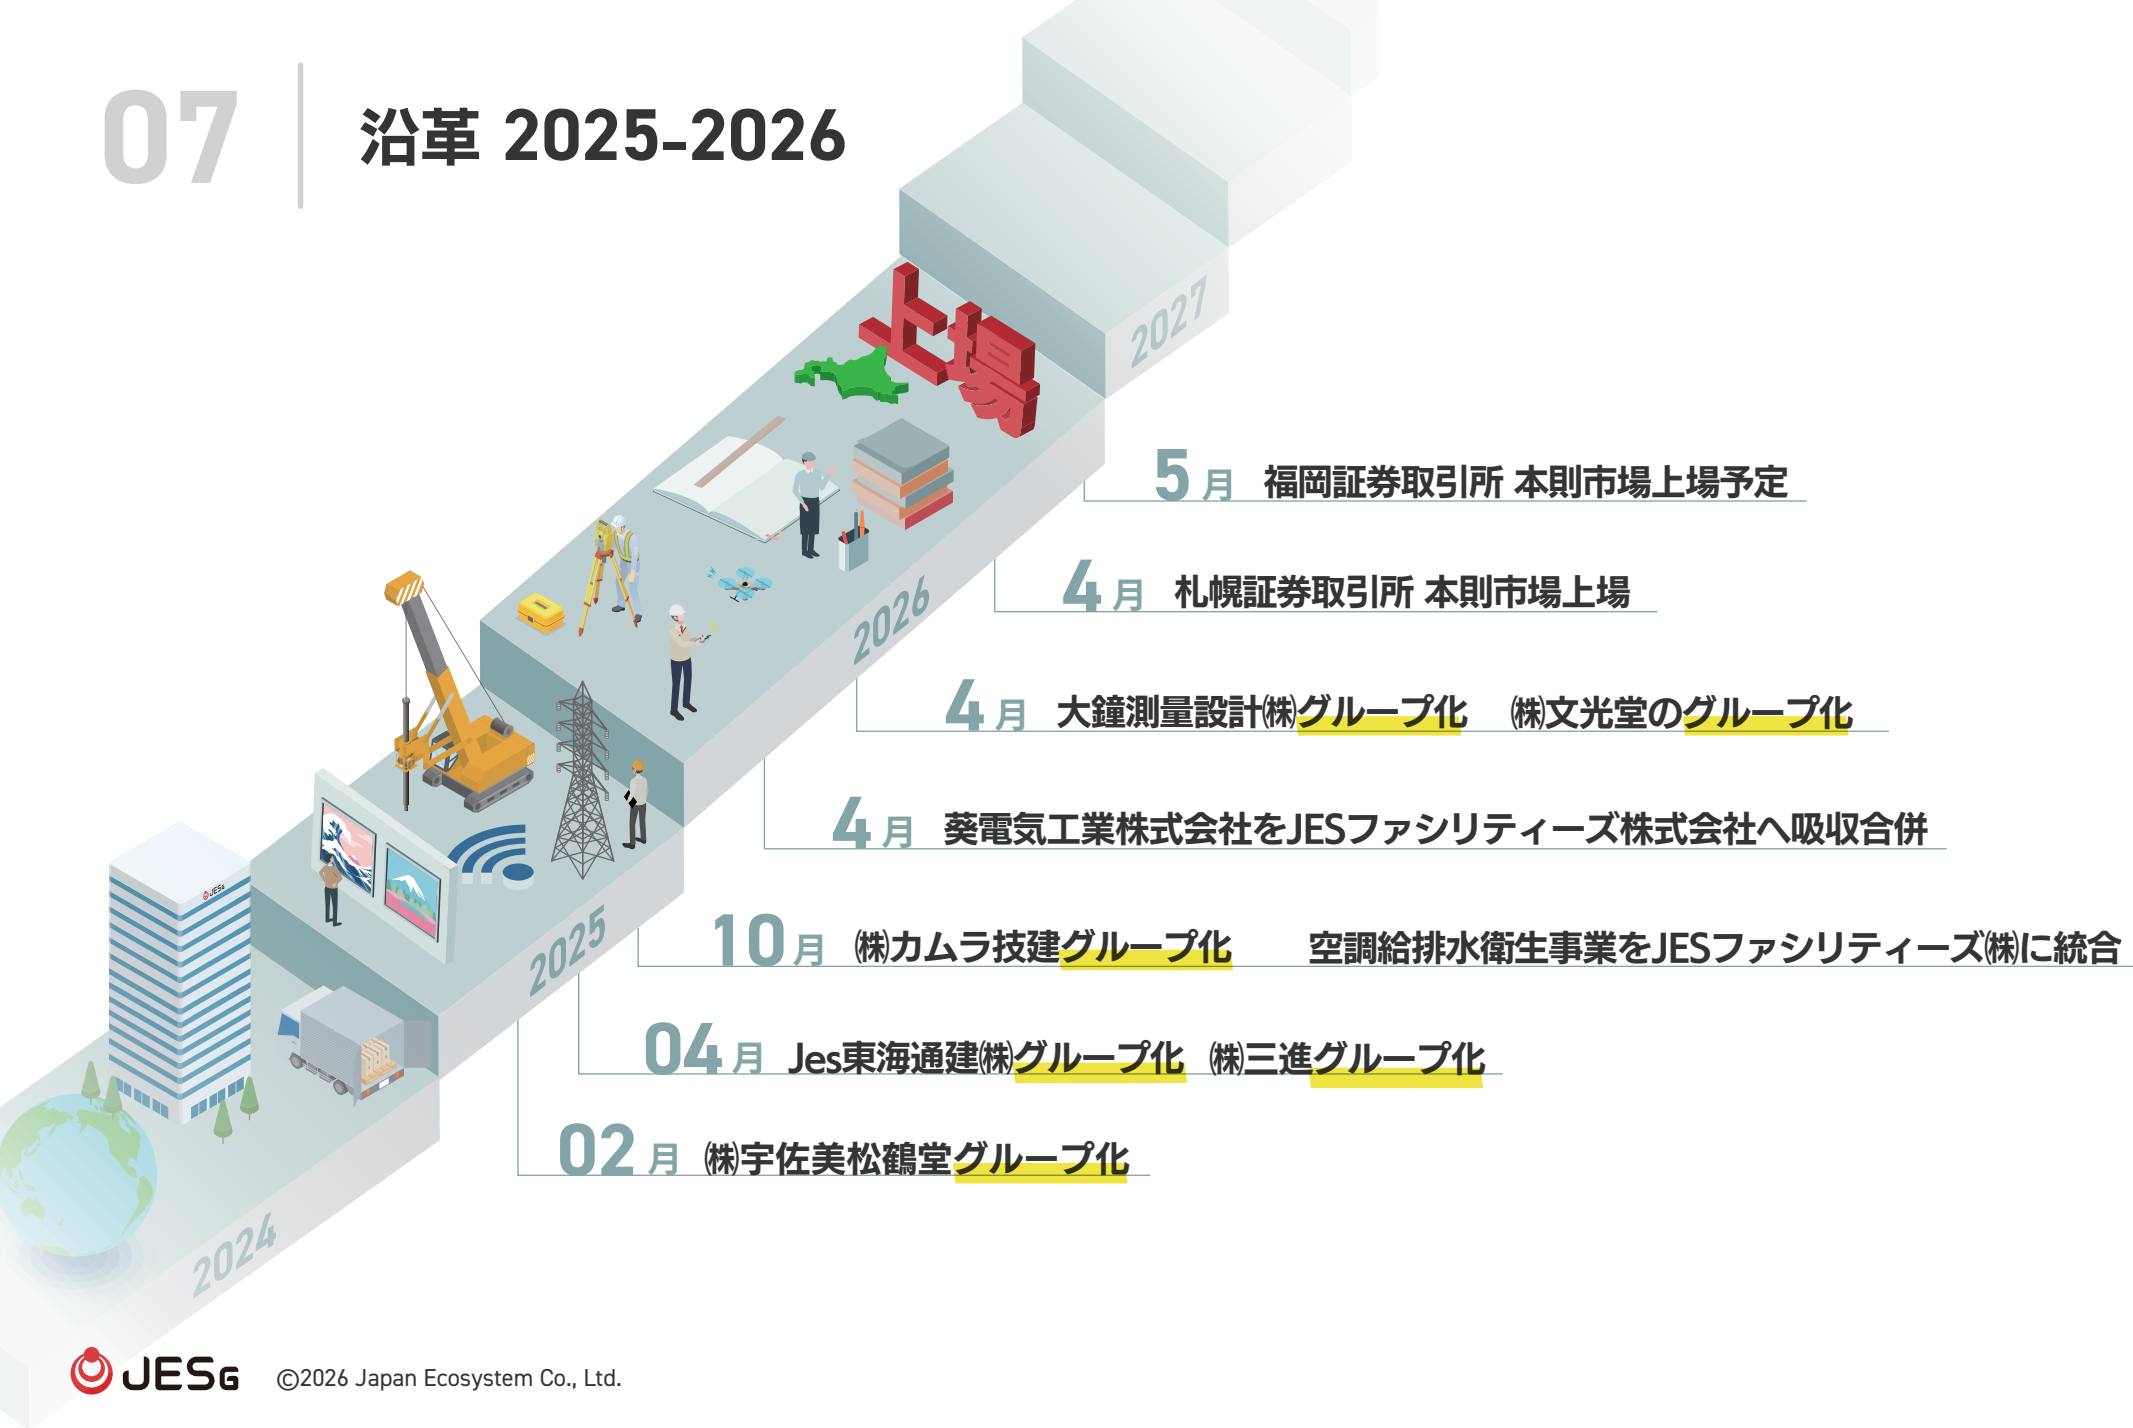 07
沿革 2025-2026
上場
2027
5月 福岡証券取引所 本則市場上場予定
4月 札幌証券取引所 本則市場上場
2026
4月 大鐘測量設計㈱グループ化 ㈱文光堂のグループ化
4月 葵電気工業株式会社をJESファシリティーズ株式会社へ吸収合併
JESG
2025
10月 ㈱カムラ技建グループ化 空調給排水衛生事業をJESファシリティーズ㈱に統合
04月 Jes東海通建㈱グループ化 ㈱三進グループ化
02月 ㈱宇佐美松鶴堂グループ化
2024
JESG ©2026 Japan Ecosystem Co., Ltd.